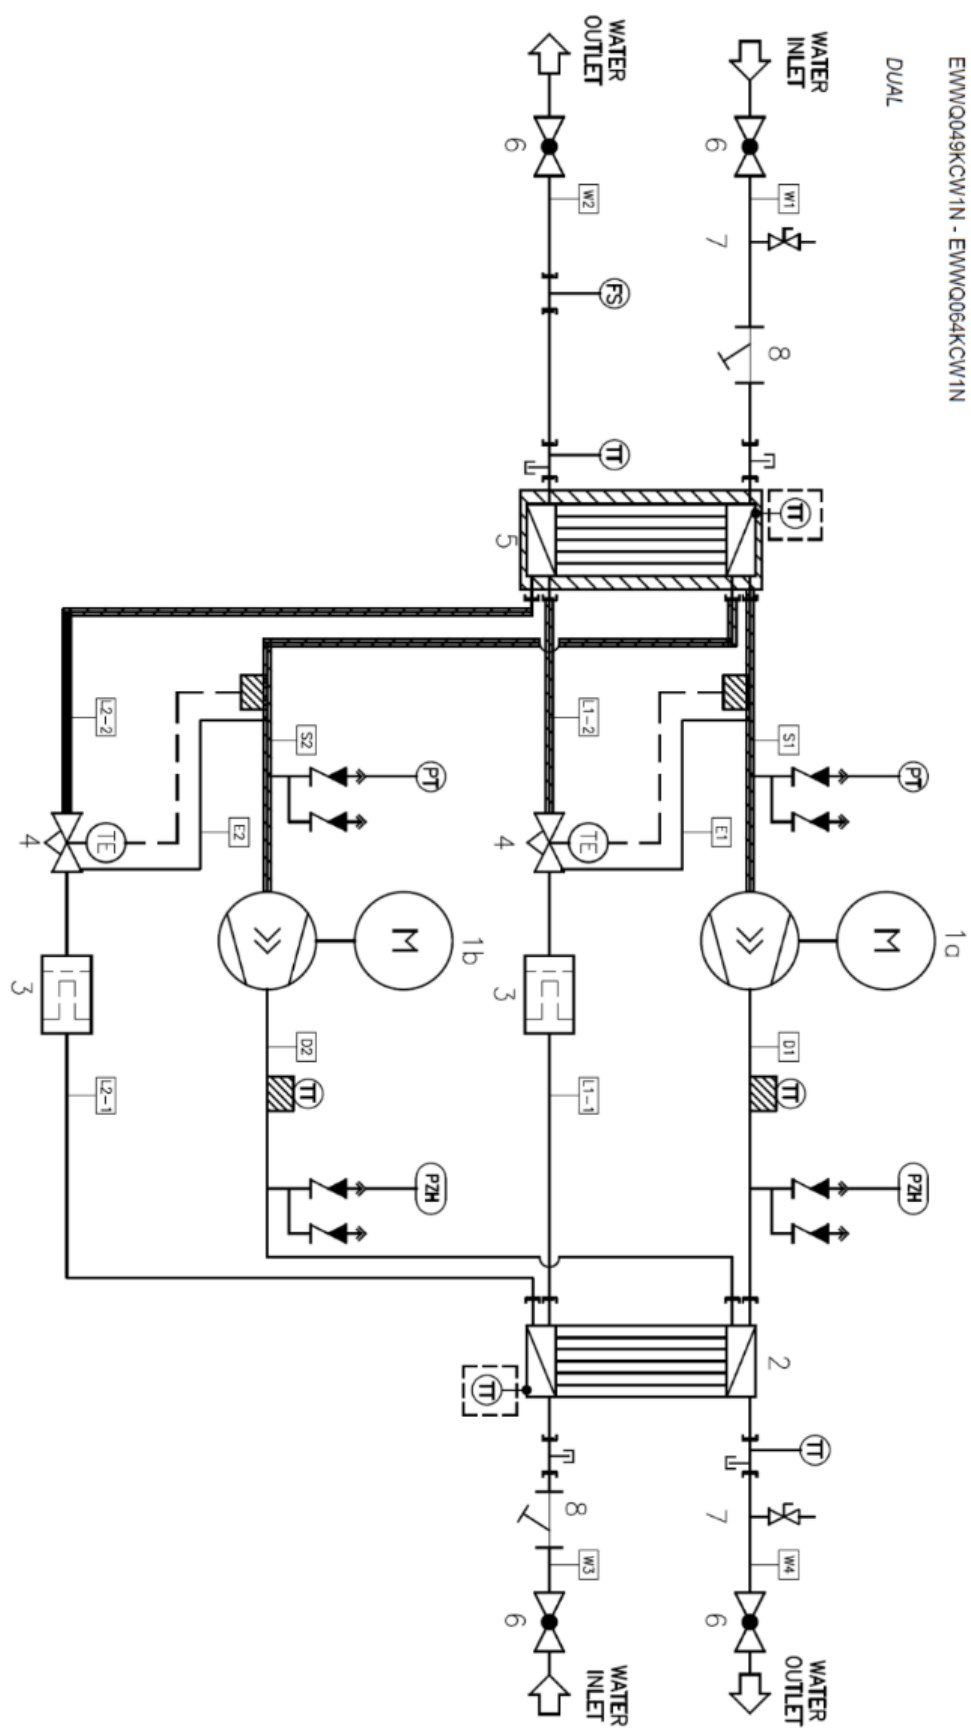 EWWQ049KCW1N - EWWQ064KCW1N
DUAL
1a
PT
M
PZH
WATER
INLET
TT
WATER
OUTLET
W1
8
TT
S1
D1
TT
2
W4
6
7
E1
7
6
WATER
OUTLET
FS
TT
WATER
INLET
W2
L1-2
TE
L1-1
8
W3
6
5
4
3
TT
6
1b
PT
M
PZH
S2
D2
TT
E2
L2-2
TE
L2-1
4
3